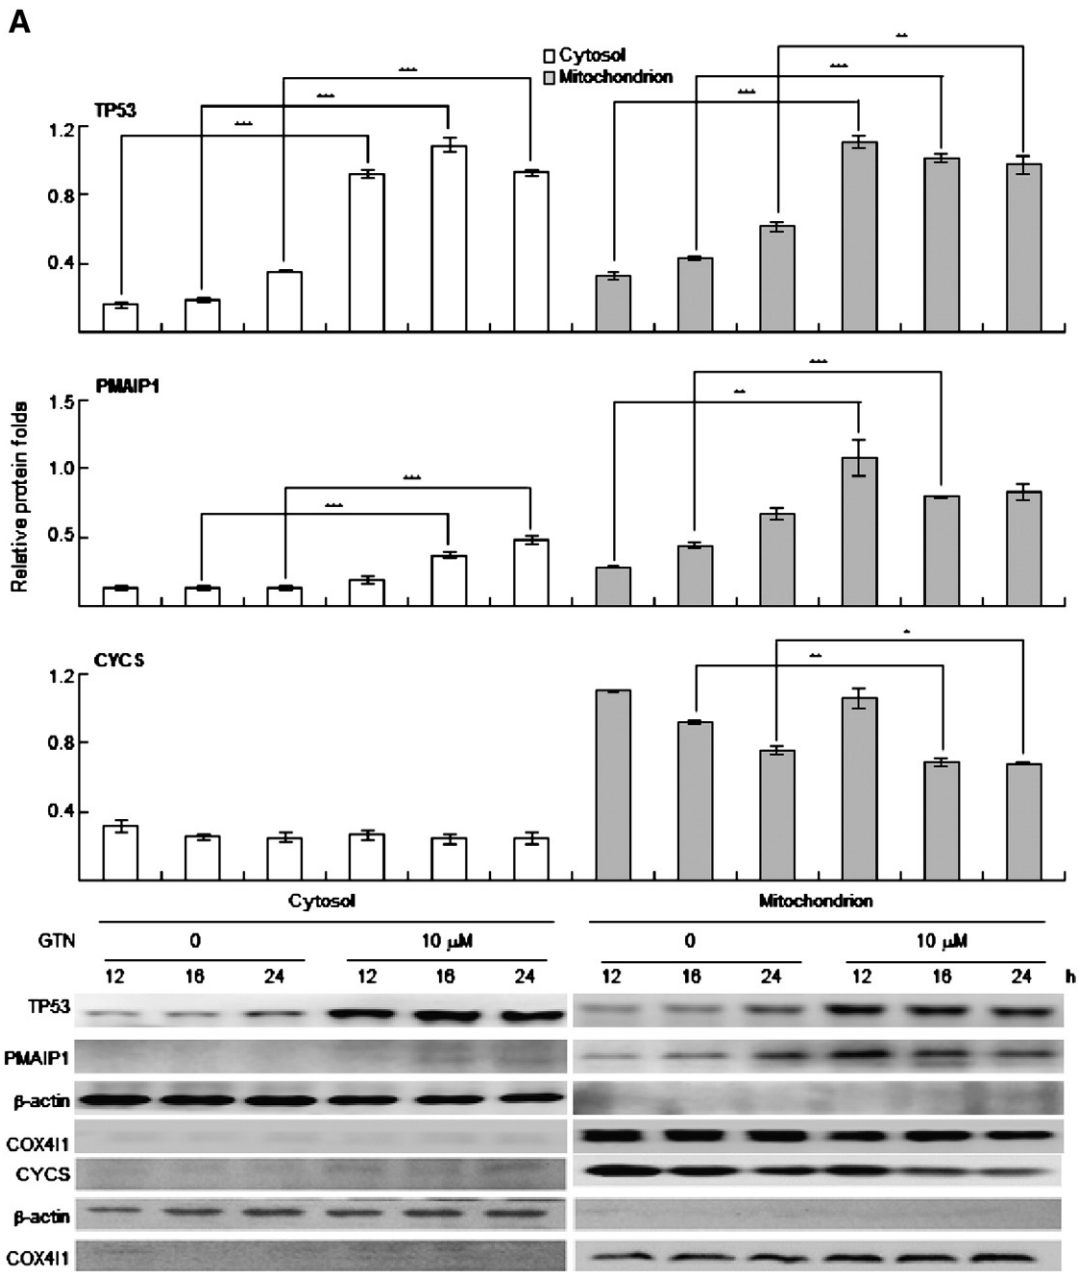 A
Cytosol
Mitochondrion
TP53
***
***
***
***
***
**
1.2
0.8
0.4
PMAIP1
***
***
**
***
1.5
1.0
0.5
Relative protein folds
CYCS
**
*
1.2
0.8
0.4
Cytosol Mitochondrion
GTN 0 10 µM 0 10 µM
12 16 24 12 16 24 12 16 24 12 16 24 h
TP53
PMAIP1
β-actin
COX4I1
CYCS
β-actin
COX4I1